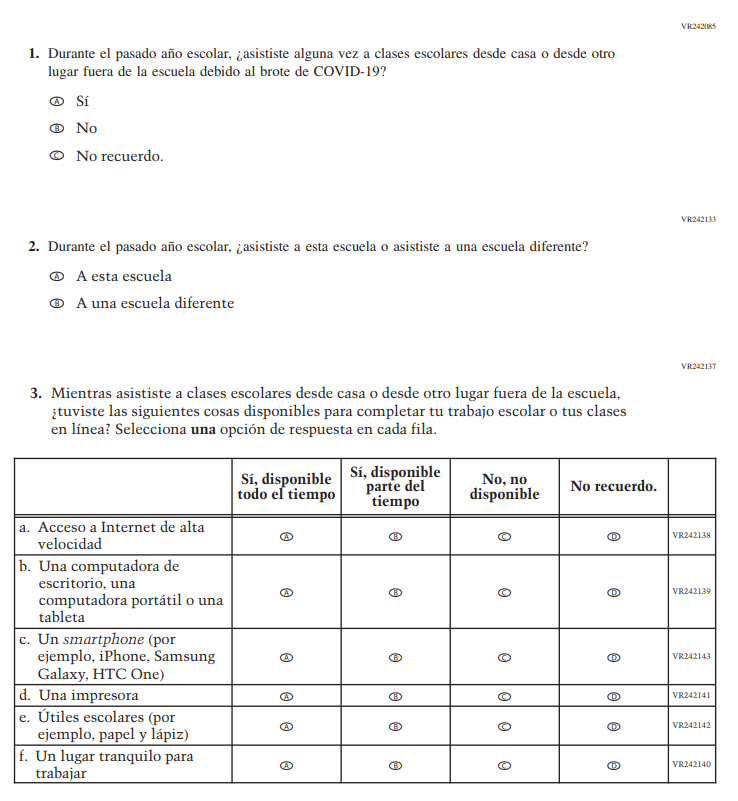 VR242085
1. Durante el pasado año escolar, ¿asististe alguna vez a clases escolares desde casa o desde otro
lugar fuera de la escuela debido al brote de COVID-19?
Ⓐ Sí
Ⓑ No
Ⓒ No recuerdo.
VR242133
2. Durante el pasado año escolar, ¿asististe a esta escuela o asististe a una escuela diferente?
Ⓐ A esta escuela
Ⓑ A una escuela diferente
VR242137
3. Mientras asististe a clases escolares desde casa o desde otro lugar fuera de la escuela,
¿tuviste las siguientes cosas disponibles para completar tu trabajo escolar o tus clases
en línea? Selecciona una opción de respuesta en cada fila.
Sí, disponible
todo el tiempo
Sí, disponible
parte del
tiempo
No, no
disponible
No recuerdo.
a. Acceso a Internet de alta
velocidad
Ⓐ Ⓑ Ⓒ Ⓓ VR242138
b. Una computadora de
escritorio, una
computadora portátil o una
tableta
Ⓐ Ⓑ Ⓒ Ⓓ VR242139
c. Un smartphone (por
ejemplo, iPhone, Samsung
Galaxy, HTC One)
Ⓐ Ⓑ Ⓒ Ⓓ VR242143
d. Una impresora
Ⓐ Ⓑ Ⓒ Ⓓ VR242141
e. Útiles escolares (por
ejemplo, papel y lápiz)
Ⓐ Ⓑ Ⓒ Ⓓ VR242142
f. Un lugar tranquilo para
trabajar
Ⓐ Ⓑ Ⓒ Ⓓ VR242140